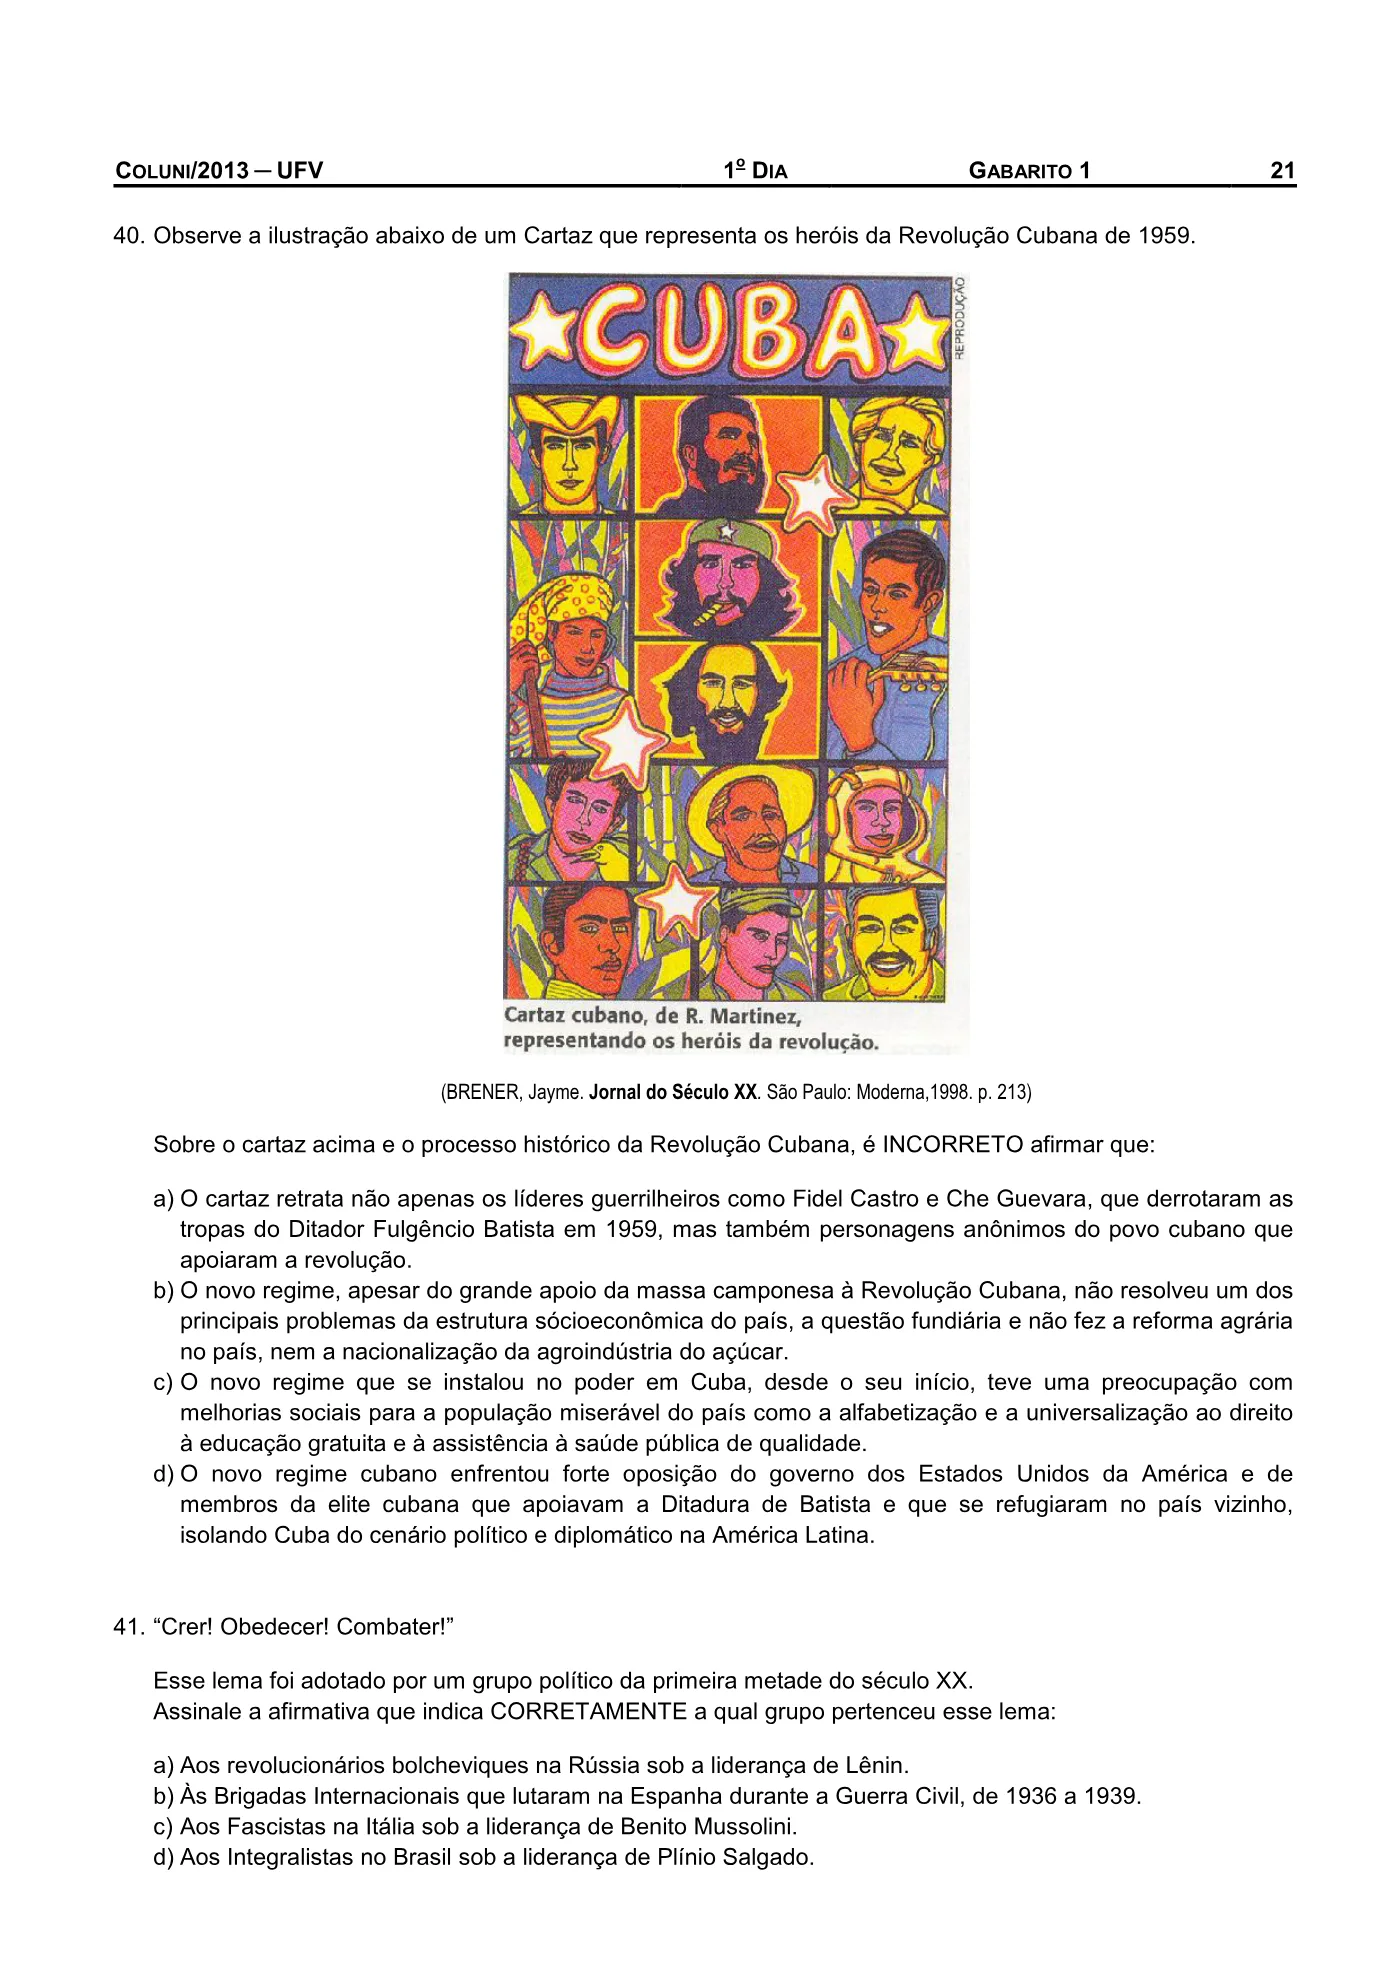 COLUNI/2013 — UFV 1º DIA GABARITO 1 21
40. Observe a ilustração abaixo de um Cartaz que representa os heróis da Revolução Cubana de 1959.
CUBA
REPRODUÇÃO
Cartaz cubano, de R. Martinez,
representando os heróis da revolução.
(BRENER, Jayme. Jornal do Século XX. São Paulo: Moderna,1998. p. 213)
Sobre o cartaz acima e o processo histórico da Revolução Cubana, é INCORRETO afirmar que:
a) O cartaz retrata não apenas os líderes guerrilheiros como Fidel Castro e Che Guevara, que derrotaram as
tropas do Ditador Fulgêncio Batista em 1959, mas também personagens anônimos do povo cubano que
apoiaram a revolução.
b) O novo regime, apesar do grande apoio da massa camponesa à Revolução Cubana, não resolveu um dos
principais problemas da estrutura sócioeconômica do país, a questão fundiária e não fez a reforma agrária
no país, nem a nacionalização da agroindústria do açúcar.
c) O novo regime que se instalou no poder em Cuba, desde o seu início, teve uma preocupação com
melhorias sociais para a população miserável do país como a alfabetização e a universalização ao direito
à educação gratuita e à assistência à saúde pública de qualidade.
d) O novo regime cubano enfrentou forte oposição do governo dos Estados Unidos da América e de
membros da elite cubana que apoiavam a Ditadura de Batista e que se refugiaram no país vizinho,
isolando Cuba do cenário político e diplomático na América Latina.
41. “Crer! Obedecer! Combater!”
Esse lema foi adotado por um grupo político da primeira metade do século XX.
Assinale a afirmativa que indica CORRETAMENTE a qual grupo pertenceu esse lema:
a) Aos revolucionários bolcheviques na Rússia sob a liderança de Lênin.
b) Às Brigadas Internacionais que lutaram na Espanha durante a Guerra Civil, de 1936 a 1939.
c) Aos Fascistas na Itália sob a liderança de Benito Mussolini.
d) Aos Integralistas no Brasil sob a liderança de Plínio Salgado.